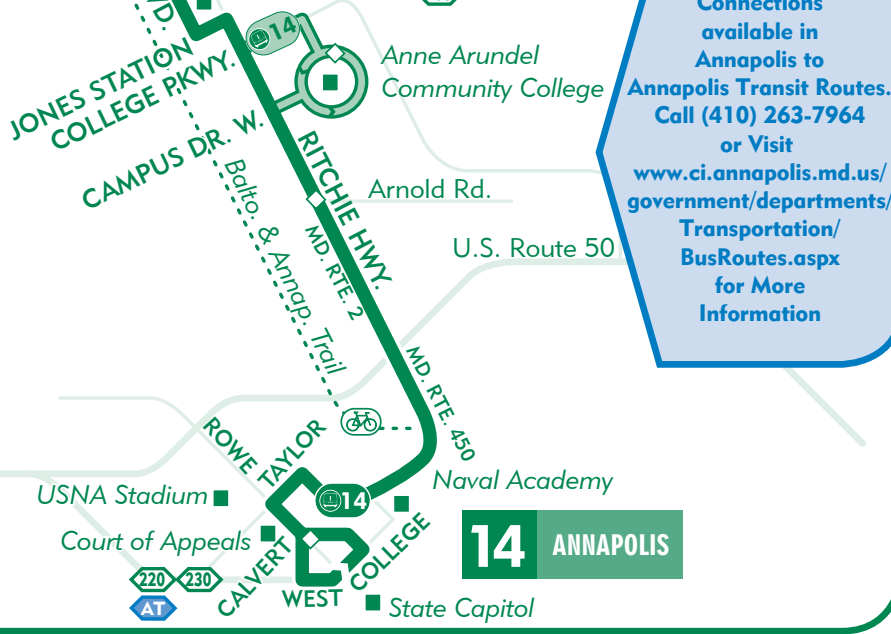 VD.
14
Anne Arundel
Community College
JONES STATION
COLLEGE PKWY.
CAMPUS DR. W.
RITCHIE HWY.
Balto. & Annap. Trail
Arnold Rd.
MD. RTE. 2
U.S. Route 50
MD. RTE. 450
Connections
available in
Annapolis to
Annapolis Transit Routes.
Call (410) 263-7964
or Visit
www.ci.annapolis.md.us/
government/departments/
Transportation/
BusRoutes.aspx
for More
Information
ROWE
TAYLOR
USNA Stadium
14
Naval Academy
Court of Appeals
CALVERT
COLLEGE
14 ANNAPOLIS
220 230
AT
WEST
State Capitol